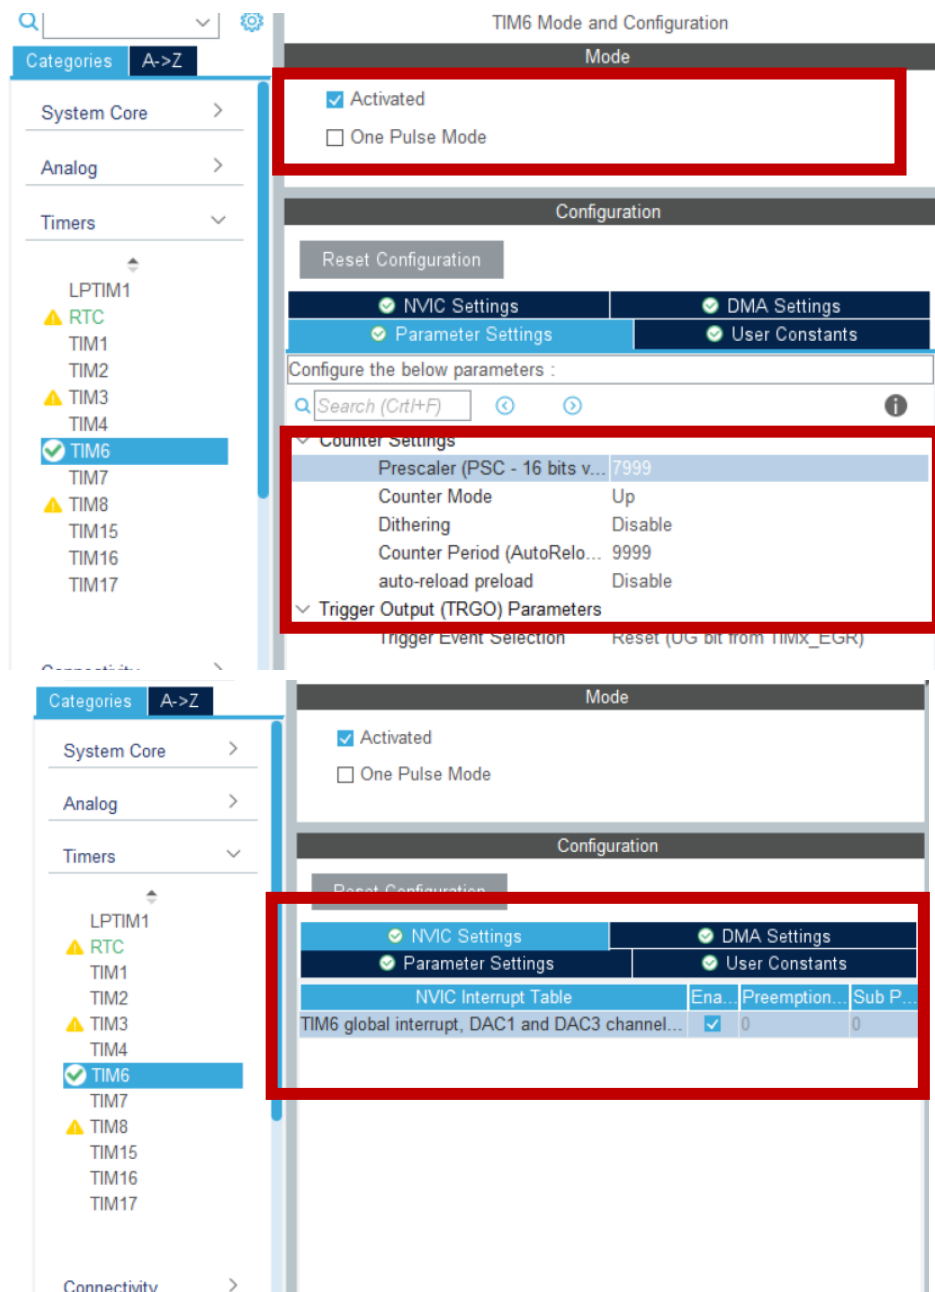 TIM6 Mode and Configuration
Categories A->Z
Mode
System Core
Activated
One Pulse Mode
Analog
Timers
Configuration
Reset Configuration
NVIC Settings DMA Settings
Parameter Settings User Constants
Configure the below parameters :
Search (Crtl+F)
LPTIM1
RTC
TIM1
TIM2
TIM3
TIM4
TIM6
TIM7
TIM8
TIM15
TIM16
TIM17
Connectivity
Counter Settings
Prescaler (PSC - 16 bits v... 7999
Counter Mode Up
Dithering Disable
Counter Period (AutoRelo... 9999
auto-reload preload Disable
Trigger Output (TRGO) Parameters
Trigger Event Selection Reset (UG bit from TIMx_EGR)
Categories A->Z
Mode
System Core
Activated
One Pulse Mode
Analog
Timers
Configuration
Reset Configuration
NVIC Settings DMA Settings
Parameter Settings User Constants
NVIC Interrupt Table Ena... Preemption... Sub P...
TIM6 global interrupt, DAC1 and DAC3 channel... 0 0
LPTIM1
RTC
TIM1
TIM2
TIM3
TIM4
TIM6
TIM7
TIM8
TIM15
TIM16
TIM17
Connectivity